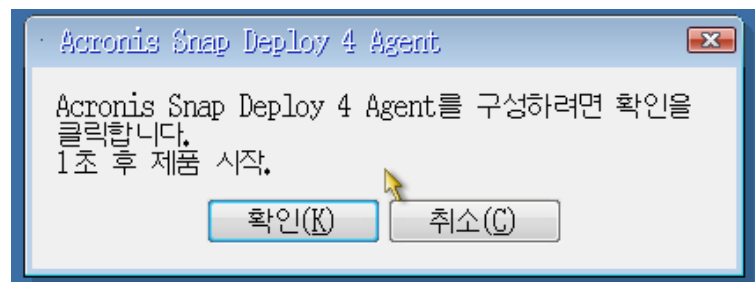 Acronis Snap Deploy 4 Agent
Acronis Snap Deploy 4 Agent를 구성하려면 확인을
클릭합니다.
1초 후 제품 시작.
확인(K) 취소(C)